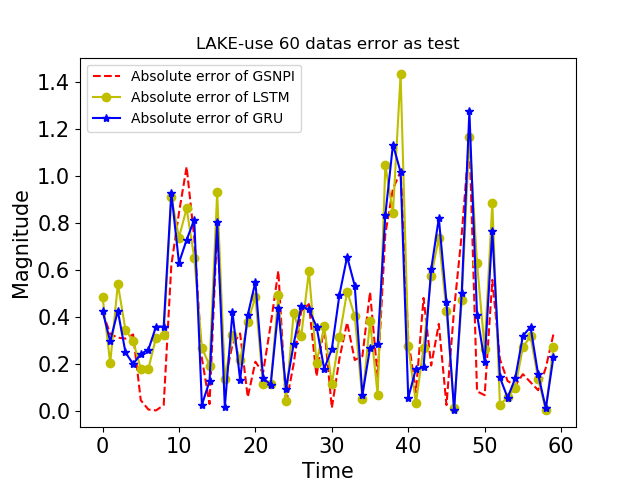 LAKE-use 60 datas error as test
Absolute error of GSNPI
Absolute error of LSTM
Absolute error of GRU
Magnitude
1.4
1.2
1.0
0.8
0.6
0.4
0.2
0.0
0 10 20 30 40 50 60
Time